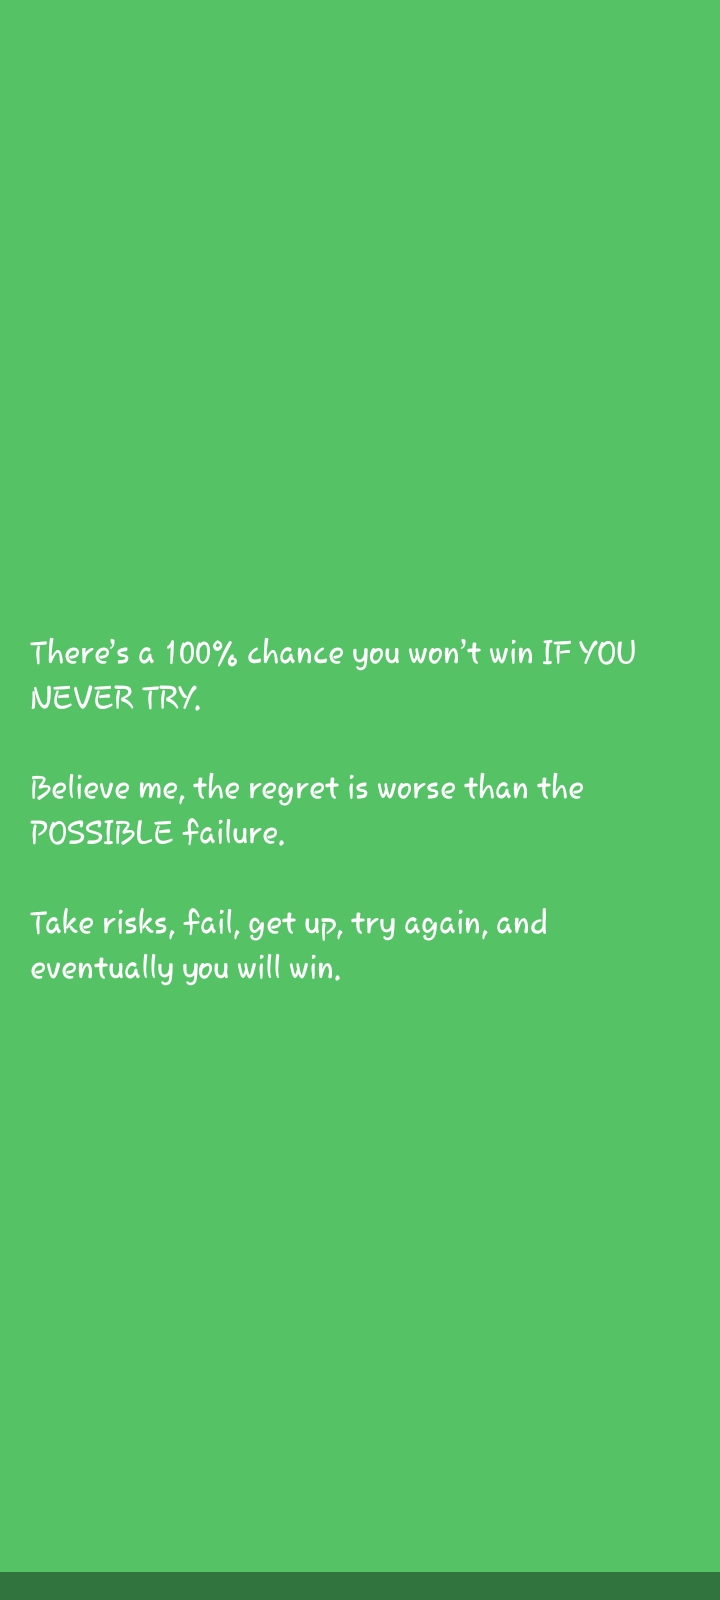 There’s a 100% chance you won’t win IF YOU
NEVER TRY.
Believe me, the regret is worse than the
POSSIBLE failure.
Take risks, fail, get up, try again, and
eventually you will win.